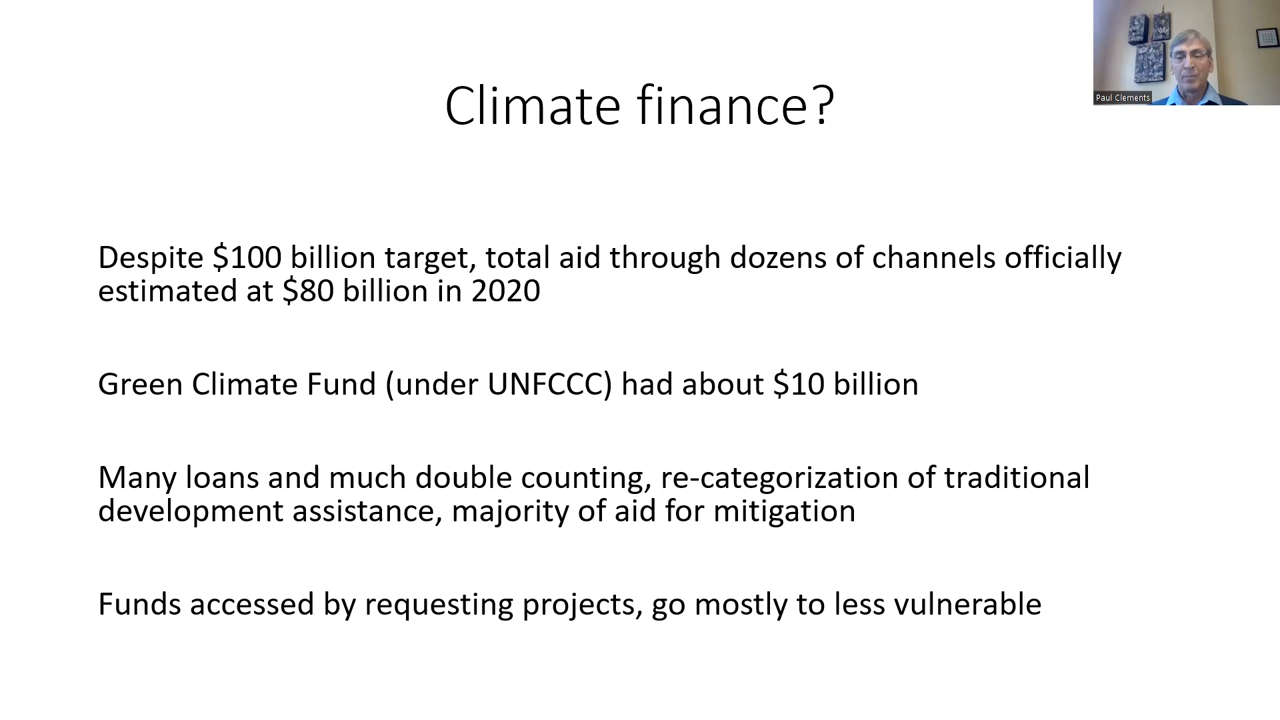 Paul Clements
Climate finance?
Despite $100 billion target, total aid through dozens of channels officially
estimated at $80 billion in 2020
Green Climate Fund (under UNFCCC) had about $10 billion
Many loans and much double counting, re-categorization of traditional
development assistance, majority of aid for mitigation
Funds accessed by requesting projects, go mostly to less vulnerable